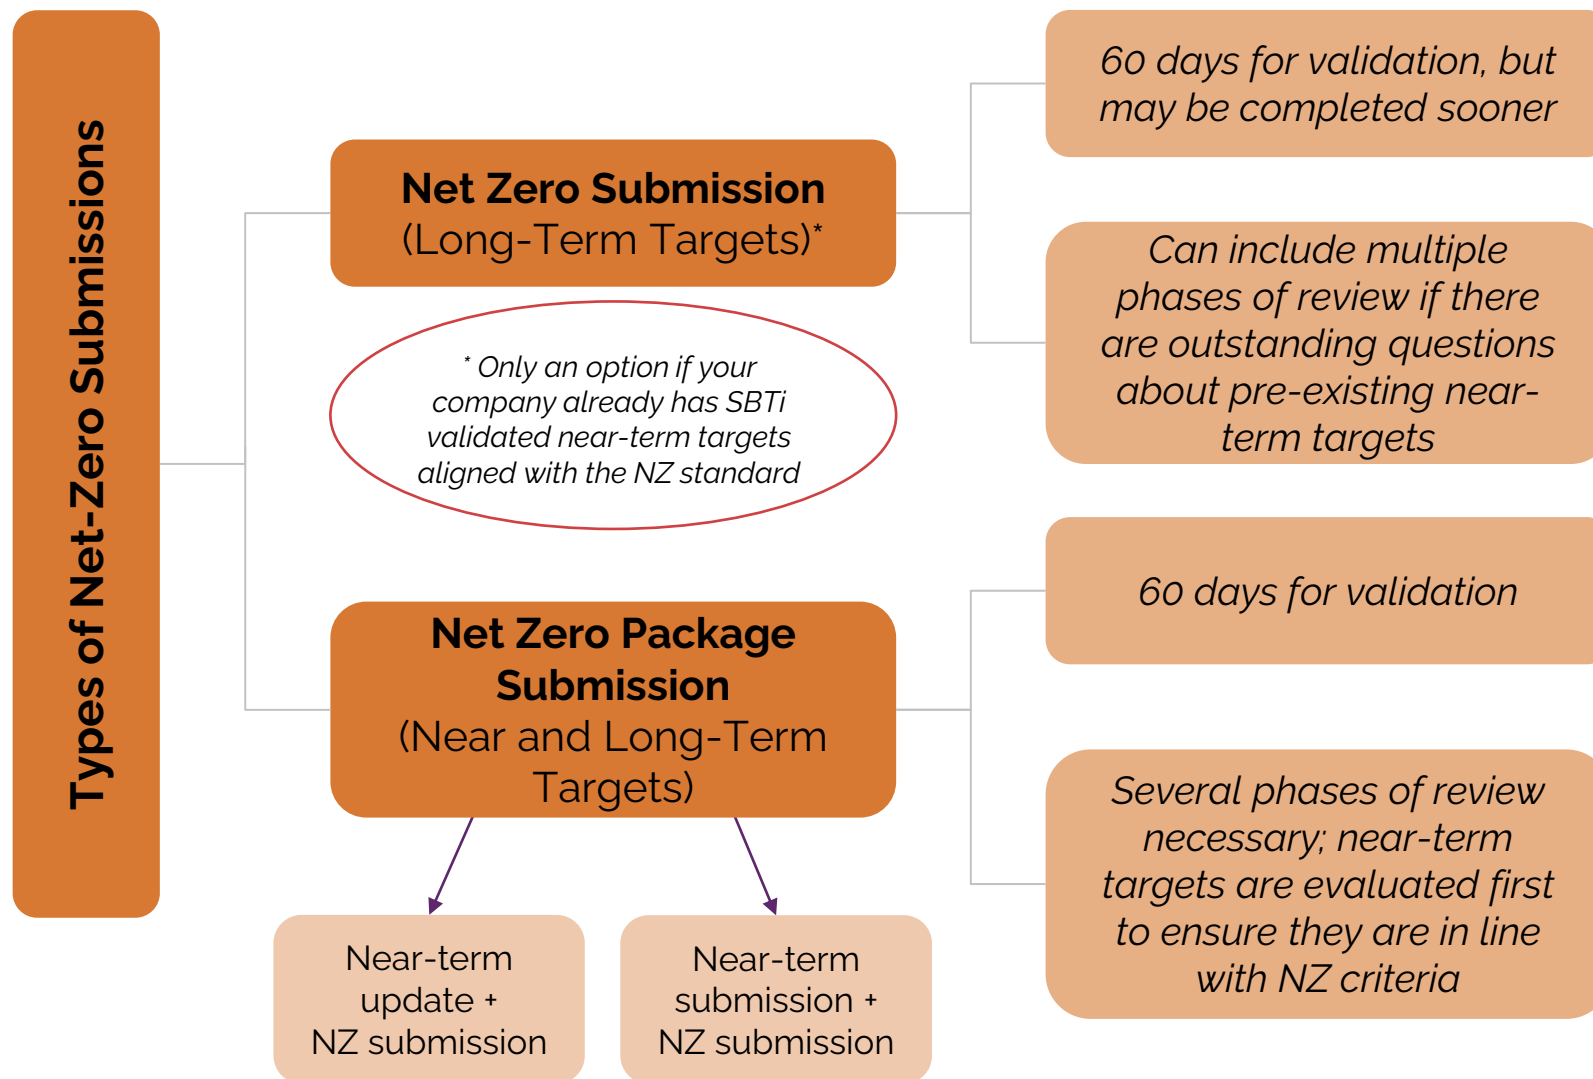 Types of Net-Zero Submissions
Net Zero Submission
(Long-Term Targets)*
* Only an option if your
company already has SBTi
validated near-term targets
aligned with the NZ standard
60 days for validation, but
may be completed sooner
Can include multiple
phases of review if there
are outstanding questions
about pre-existing near-
term targets
Net Zero Package
Submission
(Near and Long-Term
Targets)
60 days for validation
Several phases of review
necessary; near-term
targets are evaluated first
to ensure they are in line
with NZ criteria
Near-term
update +
NZ submission
Near-term
submission +
NZ submission